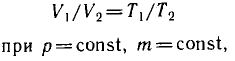 V₁/V₂=T₁/T₂
при p=const, m=const,